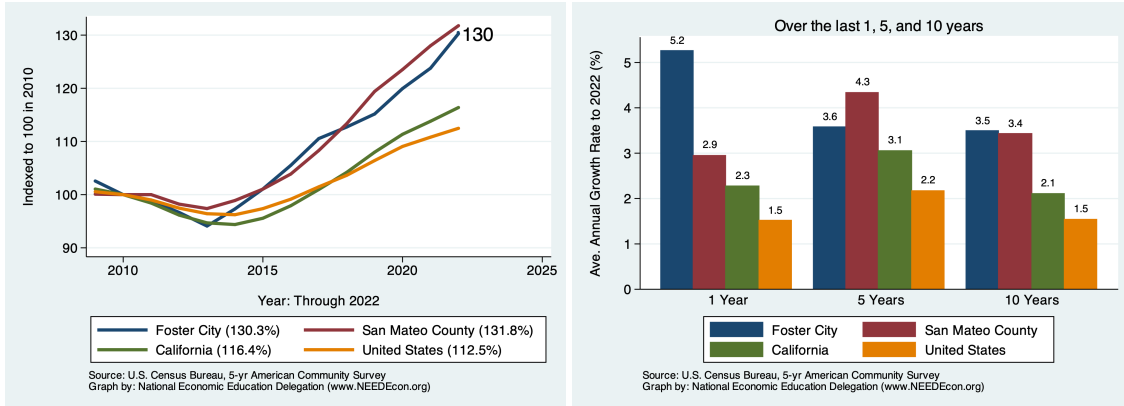 130
130
120
110
100
90
Indexed to 100 in 2010
2010
2015
2020
2025
Year: Through 2022
Foster City (130.3%)
San Mateo County (131.8%)
California (116.4%)
United States (112.5%)
Source: U.S. Census Bureau, 5-yr American Community Survey
Graph by: National Economic Education Delegation (www.NEEDEcon.org)
Over the last 1, 5, and 10 years
Ave. Annual Growth Rate to 2022 (%)
5
4
3
2
1
0
5.2
2.9
2.3
1.5
3.6
4.3
3.1
2.2
3.5
3.4
2.1
1.5
1 Year
5 Years
10 Years
Foster City
San Mateo County
California
United States
Source: U.S. Census Bureau, 5-yr American Community Survey
Graph by: National Economic Education Delegation (www.NEEDEcon.org)